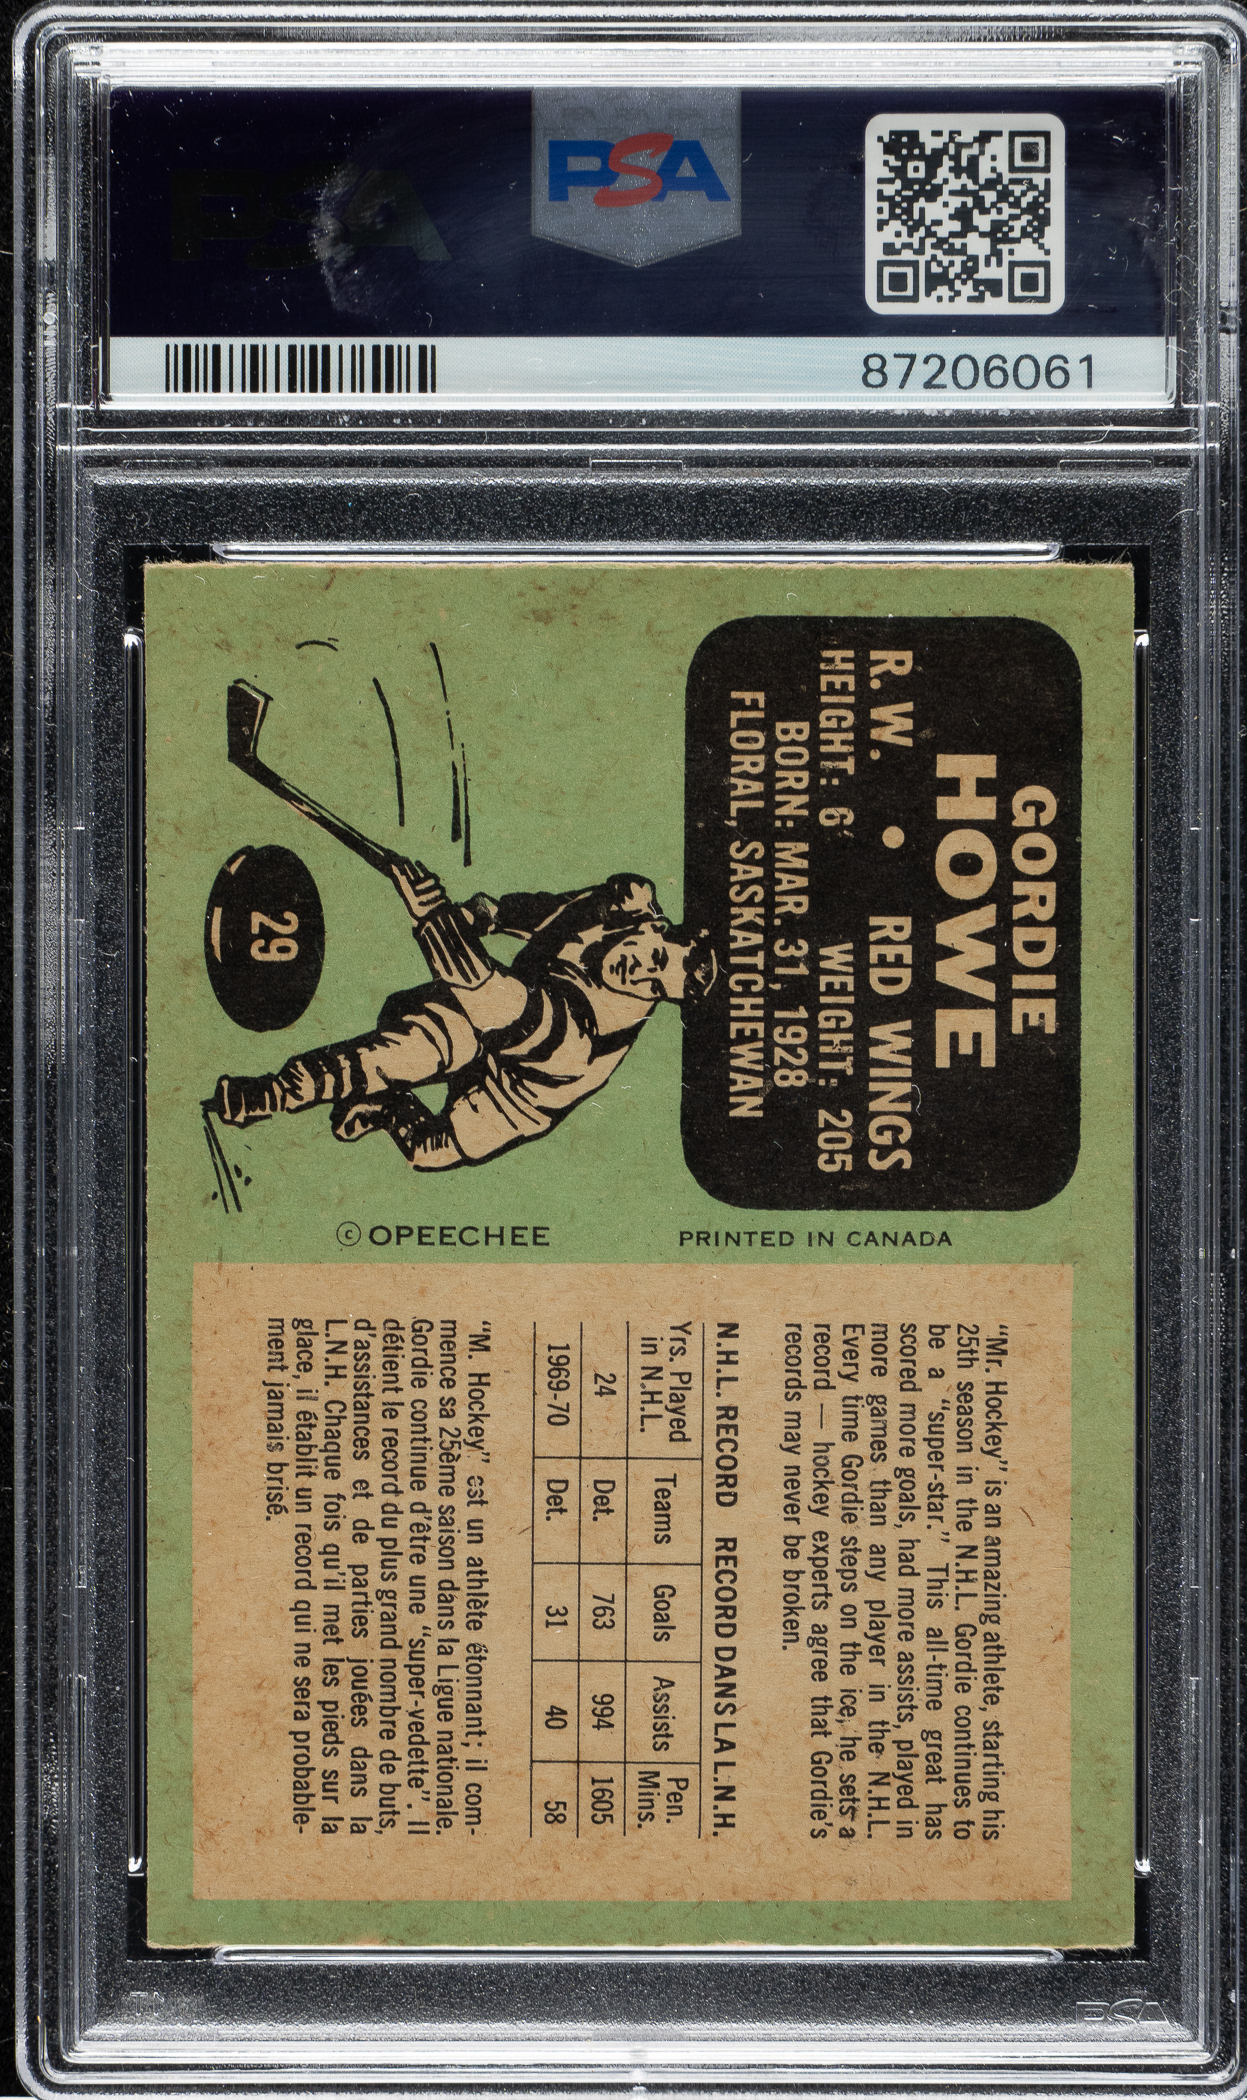 PSA
PSA
87206061
GORDIE
HOWE
R.W. • RED WINGS
HEIGHT: 6' WEIGHT: 205
BORN: MAR. 31, 1928
FLORAL, SASKATCHEWAN
29
© OPEECHEE
PRINTED IN CANADA
"Mr. Hockey" is an amazing athlete, starting his
25th season in the N.H.L. Gordie continues to
be a "super-star." This all-time great has
scored more goals, had more assists, played in
more games than any player in the N.H.L.
Every time Gordie steps on the ice, he sets a
record — hockey experts agree that Gordie's
records may never be broken.
N.H.L. RECORD RECORD DANS LA L.N.H.
Yrs. Played in N.H.L. Teams Goals Assists Pen. Mins.
24 Det. 763 994 1605
1969-70 Det. 31 40 58
"M. Hockey" est un athlète étonnant; il com-
mence sa 25ème saison dans la Ligue nationale.
Gordie continue d'être une "super-vedette". Il
détient le record du plus grand nombre de buts,
d'assistances et de parties jouées dans la
L.N.H. Chaque fois qu'il met les pieds sur la
glace, il établit un record qui ne sera probable-
ment jamais brisé.
PSA